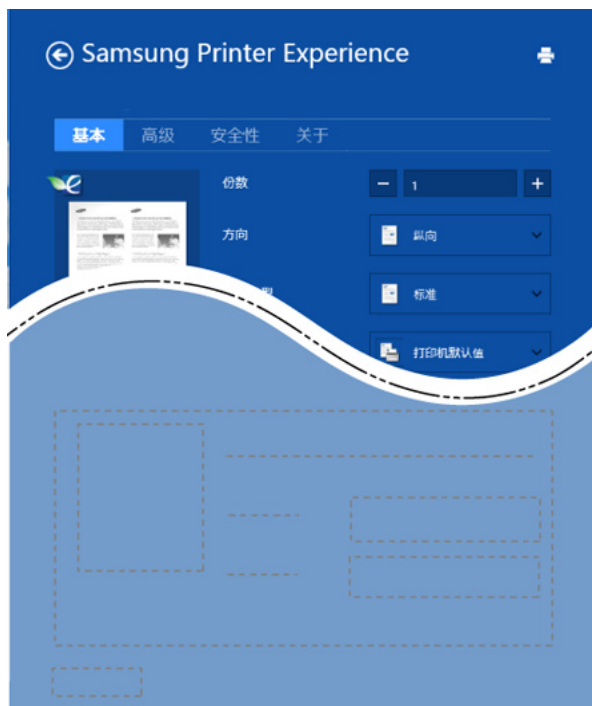 Samsung Printer Experience
基本 高级 安全性 关于
份数 1
方向 纵向
标准
打印机默认值